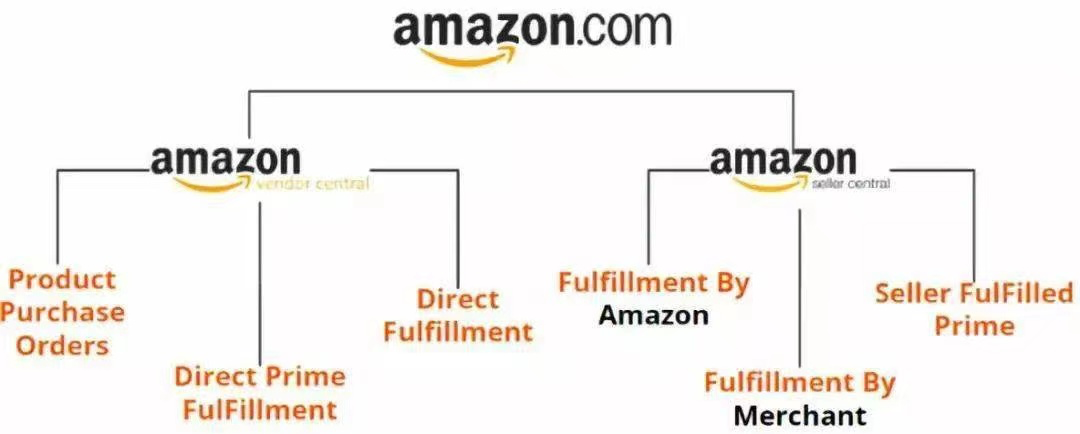 amazon.com
amazon
vendor central
amazon
seller central
Product
Purchase
Orders
Direct Prime
FulFillment
Direct
Fulfillment
Fulfillment By
Amazon
Fulfillment By
Merchant
Seller FulFilled
Prime